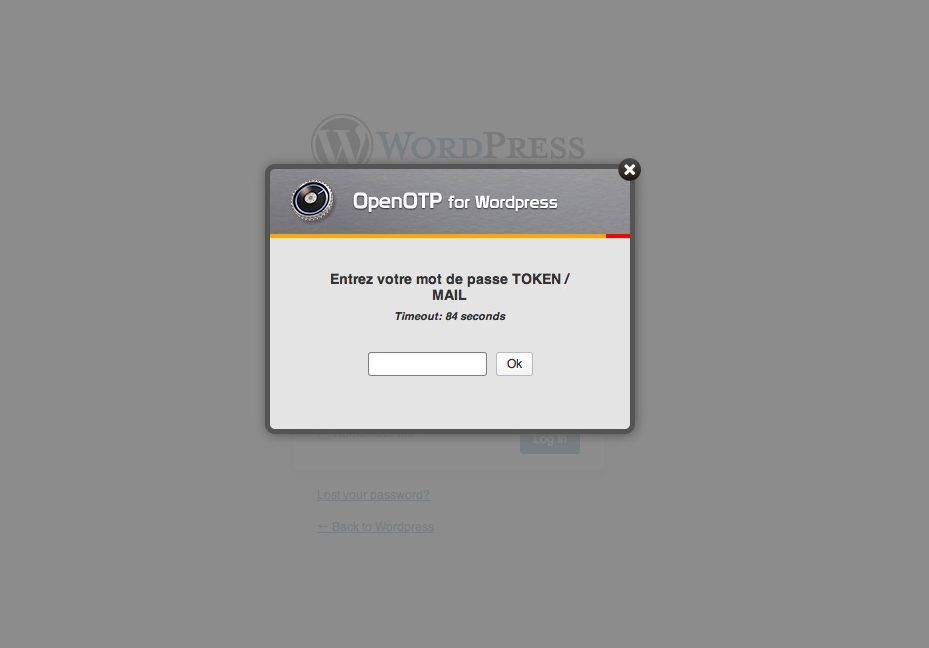 WORDPRESS
OpenOTP for Wordpress
Entrez votre mot de passe TOKEN /
MAIL
Timeout: 84 seconds
Ok
Log In
Lost your password?
← Back to Wordpress